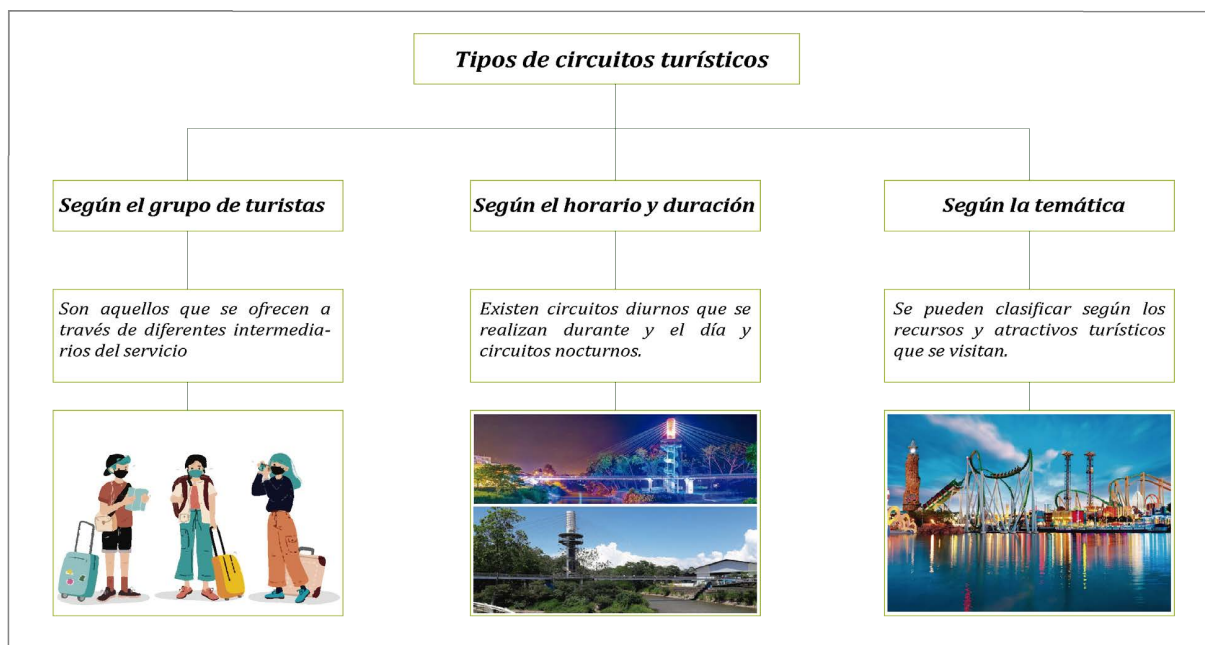 Tipos de circuitos turísticos
Según el grupo de turistas
Según el horario y duración
Según la temática
Son aquellos que se ofrecen a
través de diferentes intermedia-
rios del servicio
Existen circuitos diurnos que se
realizan durante y el día y
circuitos nocturnos.
Se pueden clasificar según los
recursos y atractivos turísticos
que se visitan.